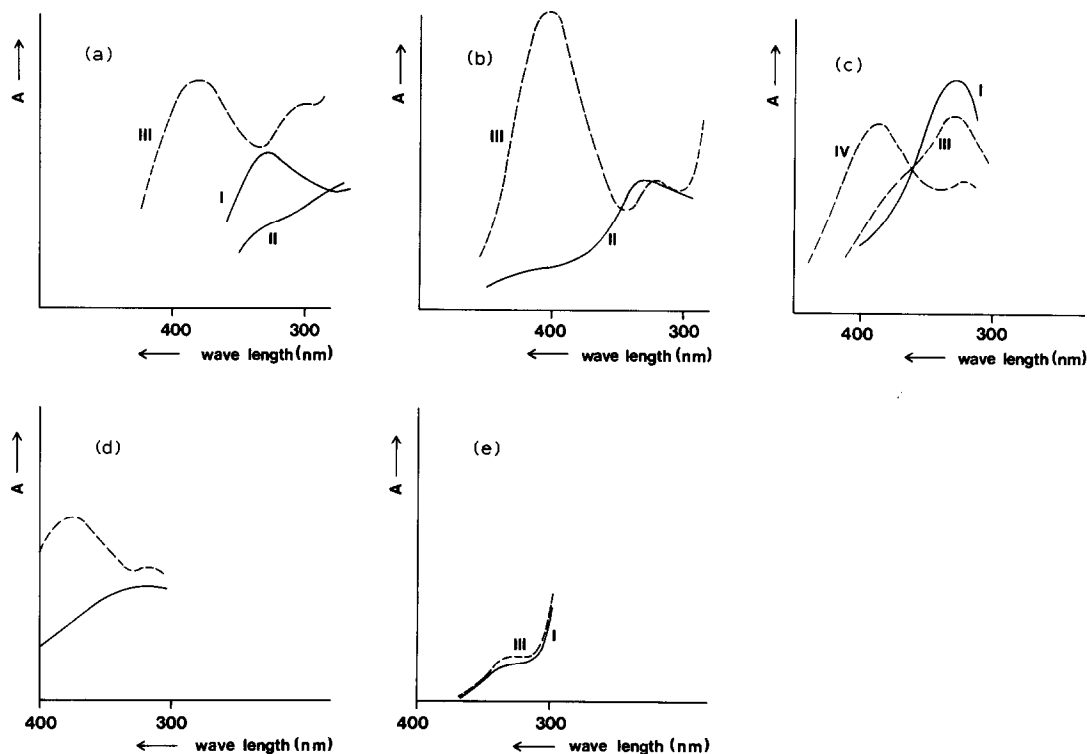 (a)
A
III
I
II
400
300
wave length(nm)
(b)
A
III
II
400
300
wave length(nm)
(c)
A
I
III
IV
400
300
wave length(nm)
(d)
A
400
300
wave length(nm)
(e)
A
III
I
400
300
wave length(nm)